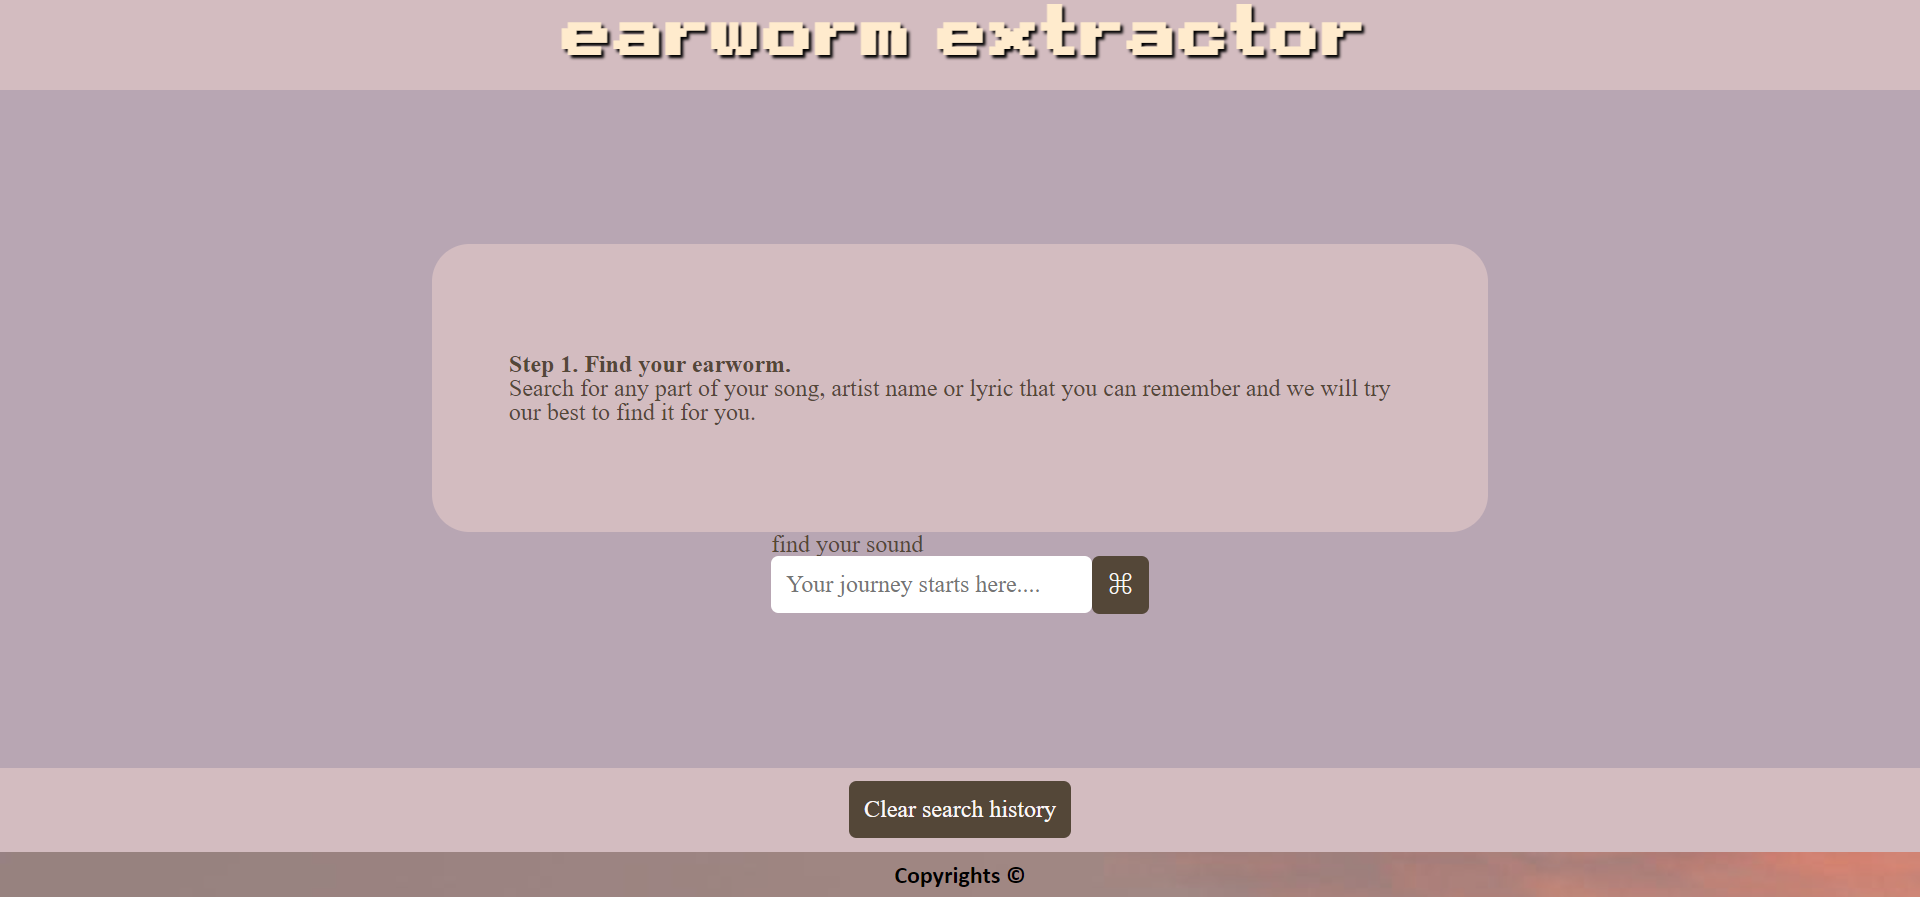 earworm extractor
Step 1. Find your earworm.
Search for any part of your song, artist name or lyric that you can remember and we will try
our best to find it for you.
find your sound
Your journey starts here.... ⌘
Clear search history
Copyrights ©